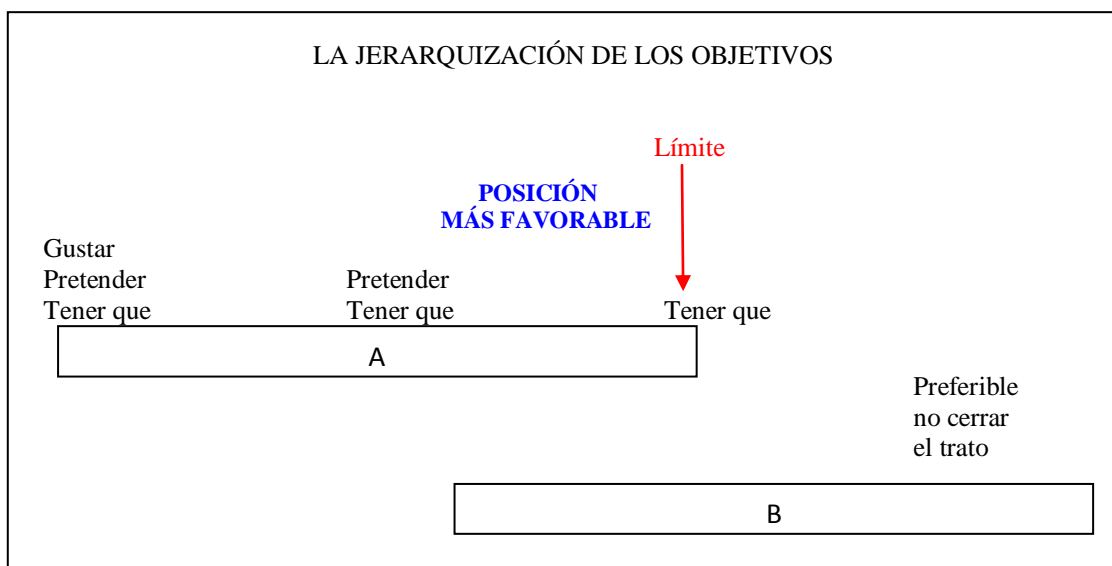 LA JERARQUIZACIÓN DE LOS OBJETIVOS
Límite
POSICIÓN
MÁS FAVORABLE
Gustar
Pretender
Tener que
Pretender
Tener que
Tener que
A
Preferible
no cerrar
el trato
B